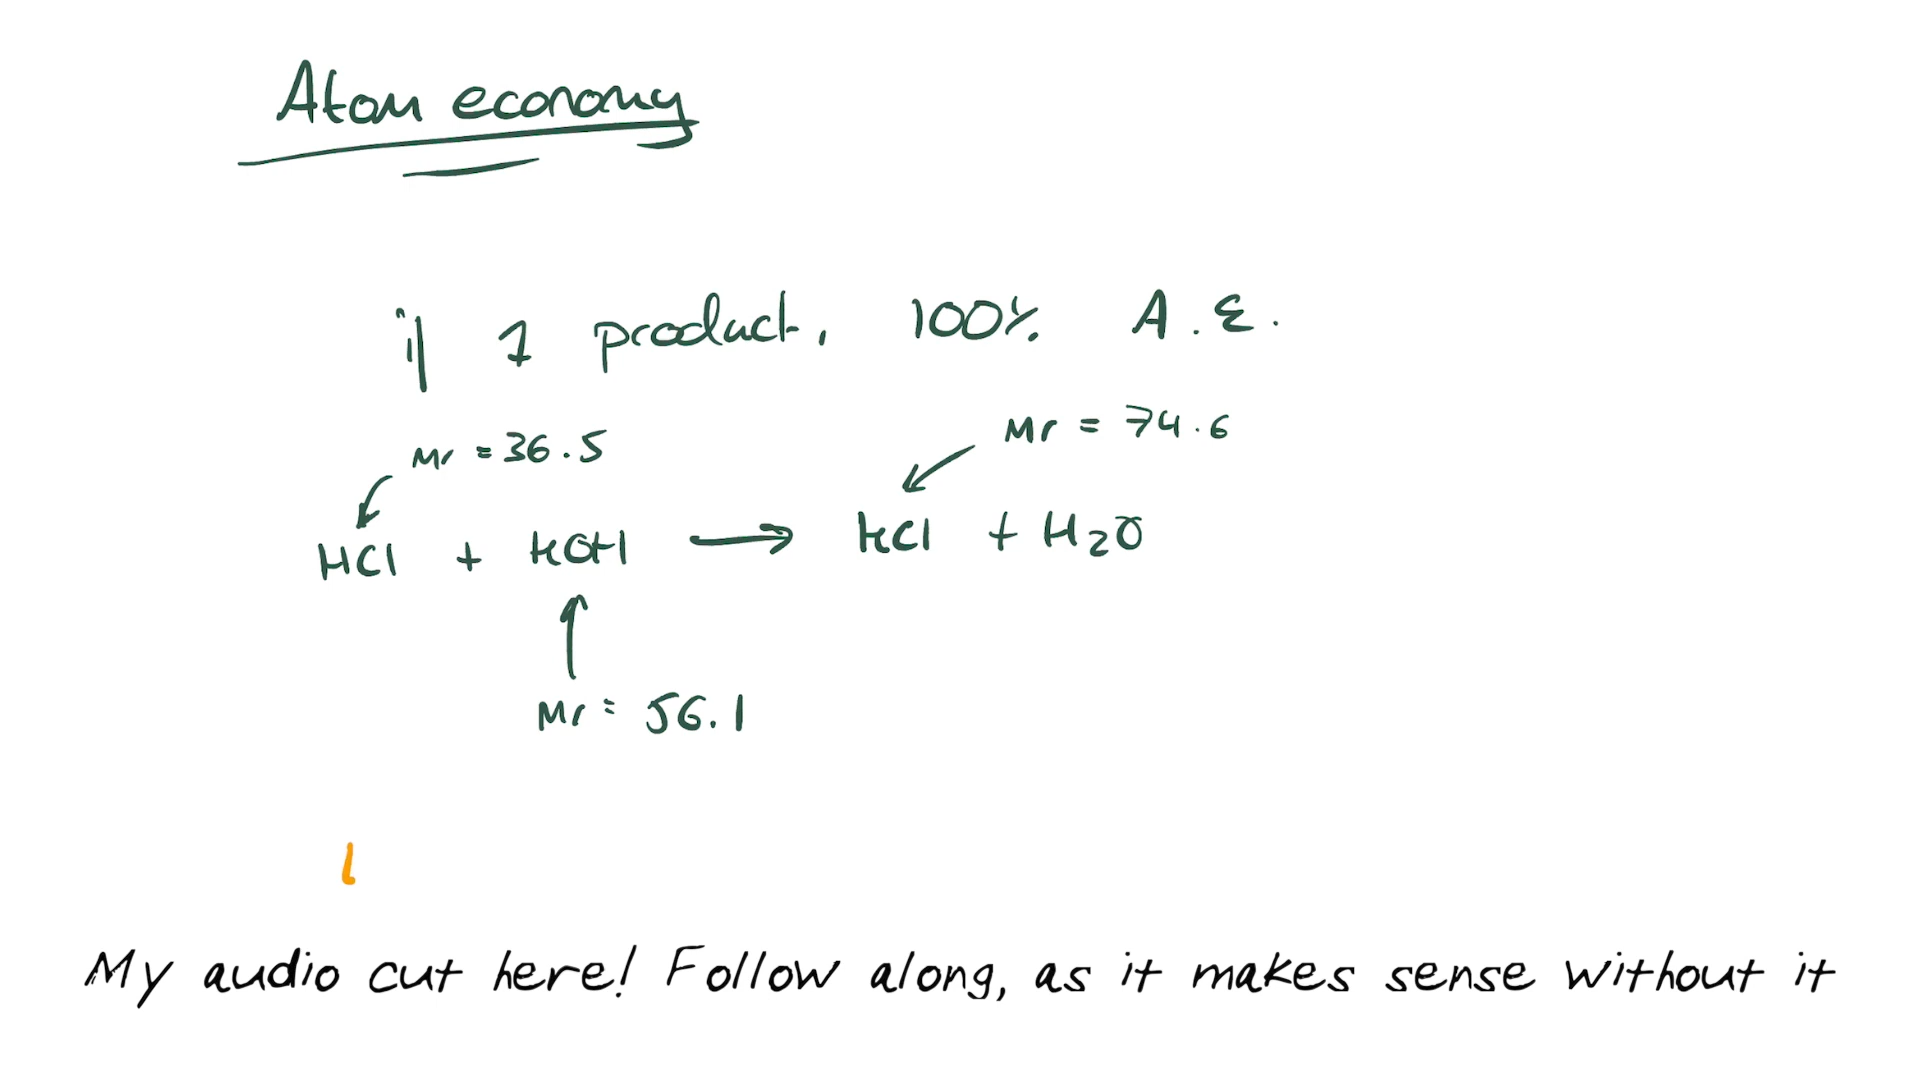 Atom economy
if 1 product, 100% A.E.
Mr = 36.5
Mr = 74.6
HCl + KOH → KCl + H2O
Mr = 56.1
My audio cut here! Follow along, as it makes sense without it